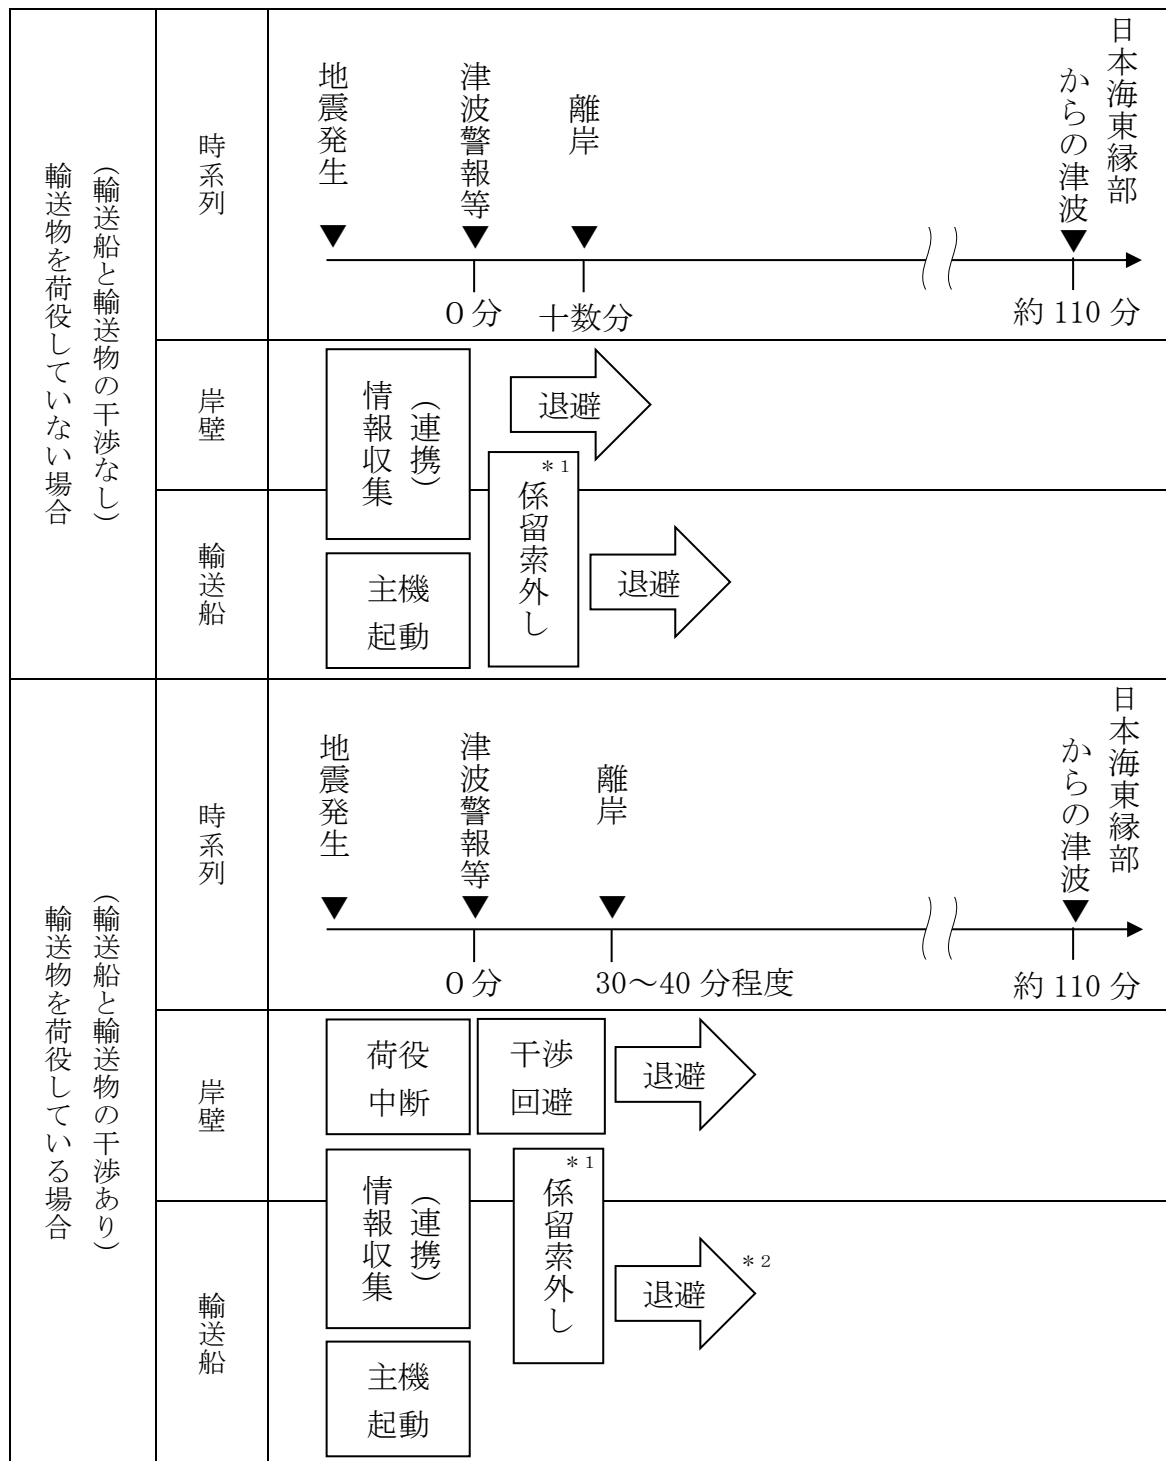 輸送物を荷役していない場合
（輸送船と輸送物の干渉なし）
時系列
地震発生
津波警報等
離岸
日本海東縁部
からの津波
0分
十数分
約110分
岸壁
情報収集
（連携）
退避
＊1
係留索外し
輸送船
主機
起動
退避
輸送物を荷役している場合
（輸送船と輸送物の干渉あり）
時系列
地震発生
津波警報等
離岸
日本海東縁部
からの津波
0分
30～40分程度
約110分
岸壁
荷役
中断
干渉
回避
退避
情報収集
（連携）
＊1
係留索外し
輸送船
退避
＊2
主機
起動